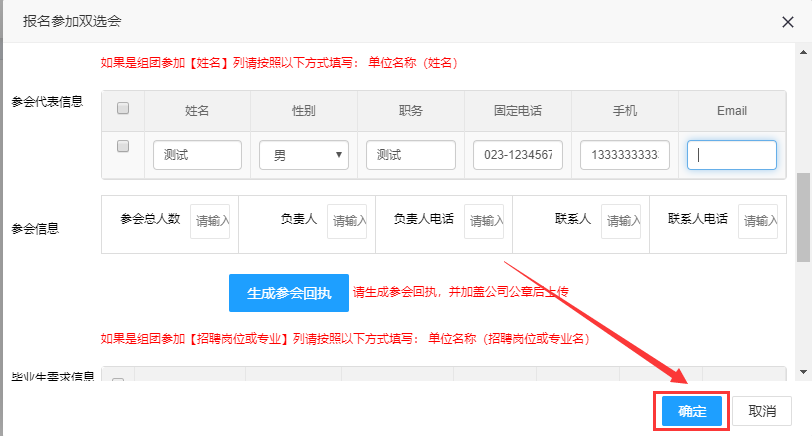 报名参加双选会
如果是组团参加【姓名】列请按照以下方式填写： 单位名称（姓名）
参会代表信息
姓名 性别 职务 固定电话 手机 Email
测试 男 测试 023-1234567 1333333333
参会信息
参会总人数 请输入 负责人 请输入 负责人电话 请输入 联系人 请输入 联系人电话 请输入
生成参会回执 请生成参会回执，并加盖公司公章后上传
如果是组团参加【招聘岗位或专业】列请按照以下方式填写： 单位名称（招聘岗位或专业名）
毕业生需求信息
确定 取消